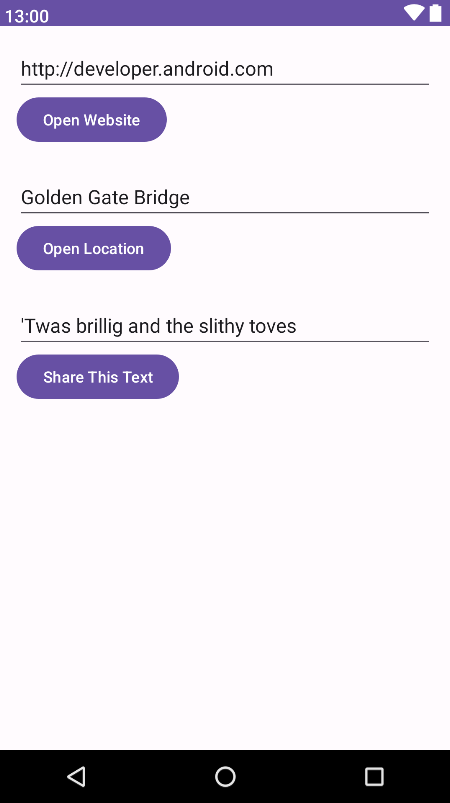 13:00
http://developer.android.com
Open Website
Golden Gate Bridge
Open Location
'Twas brillig and the slithy toves
Share This Text